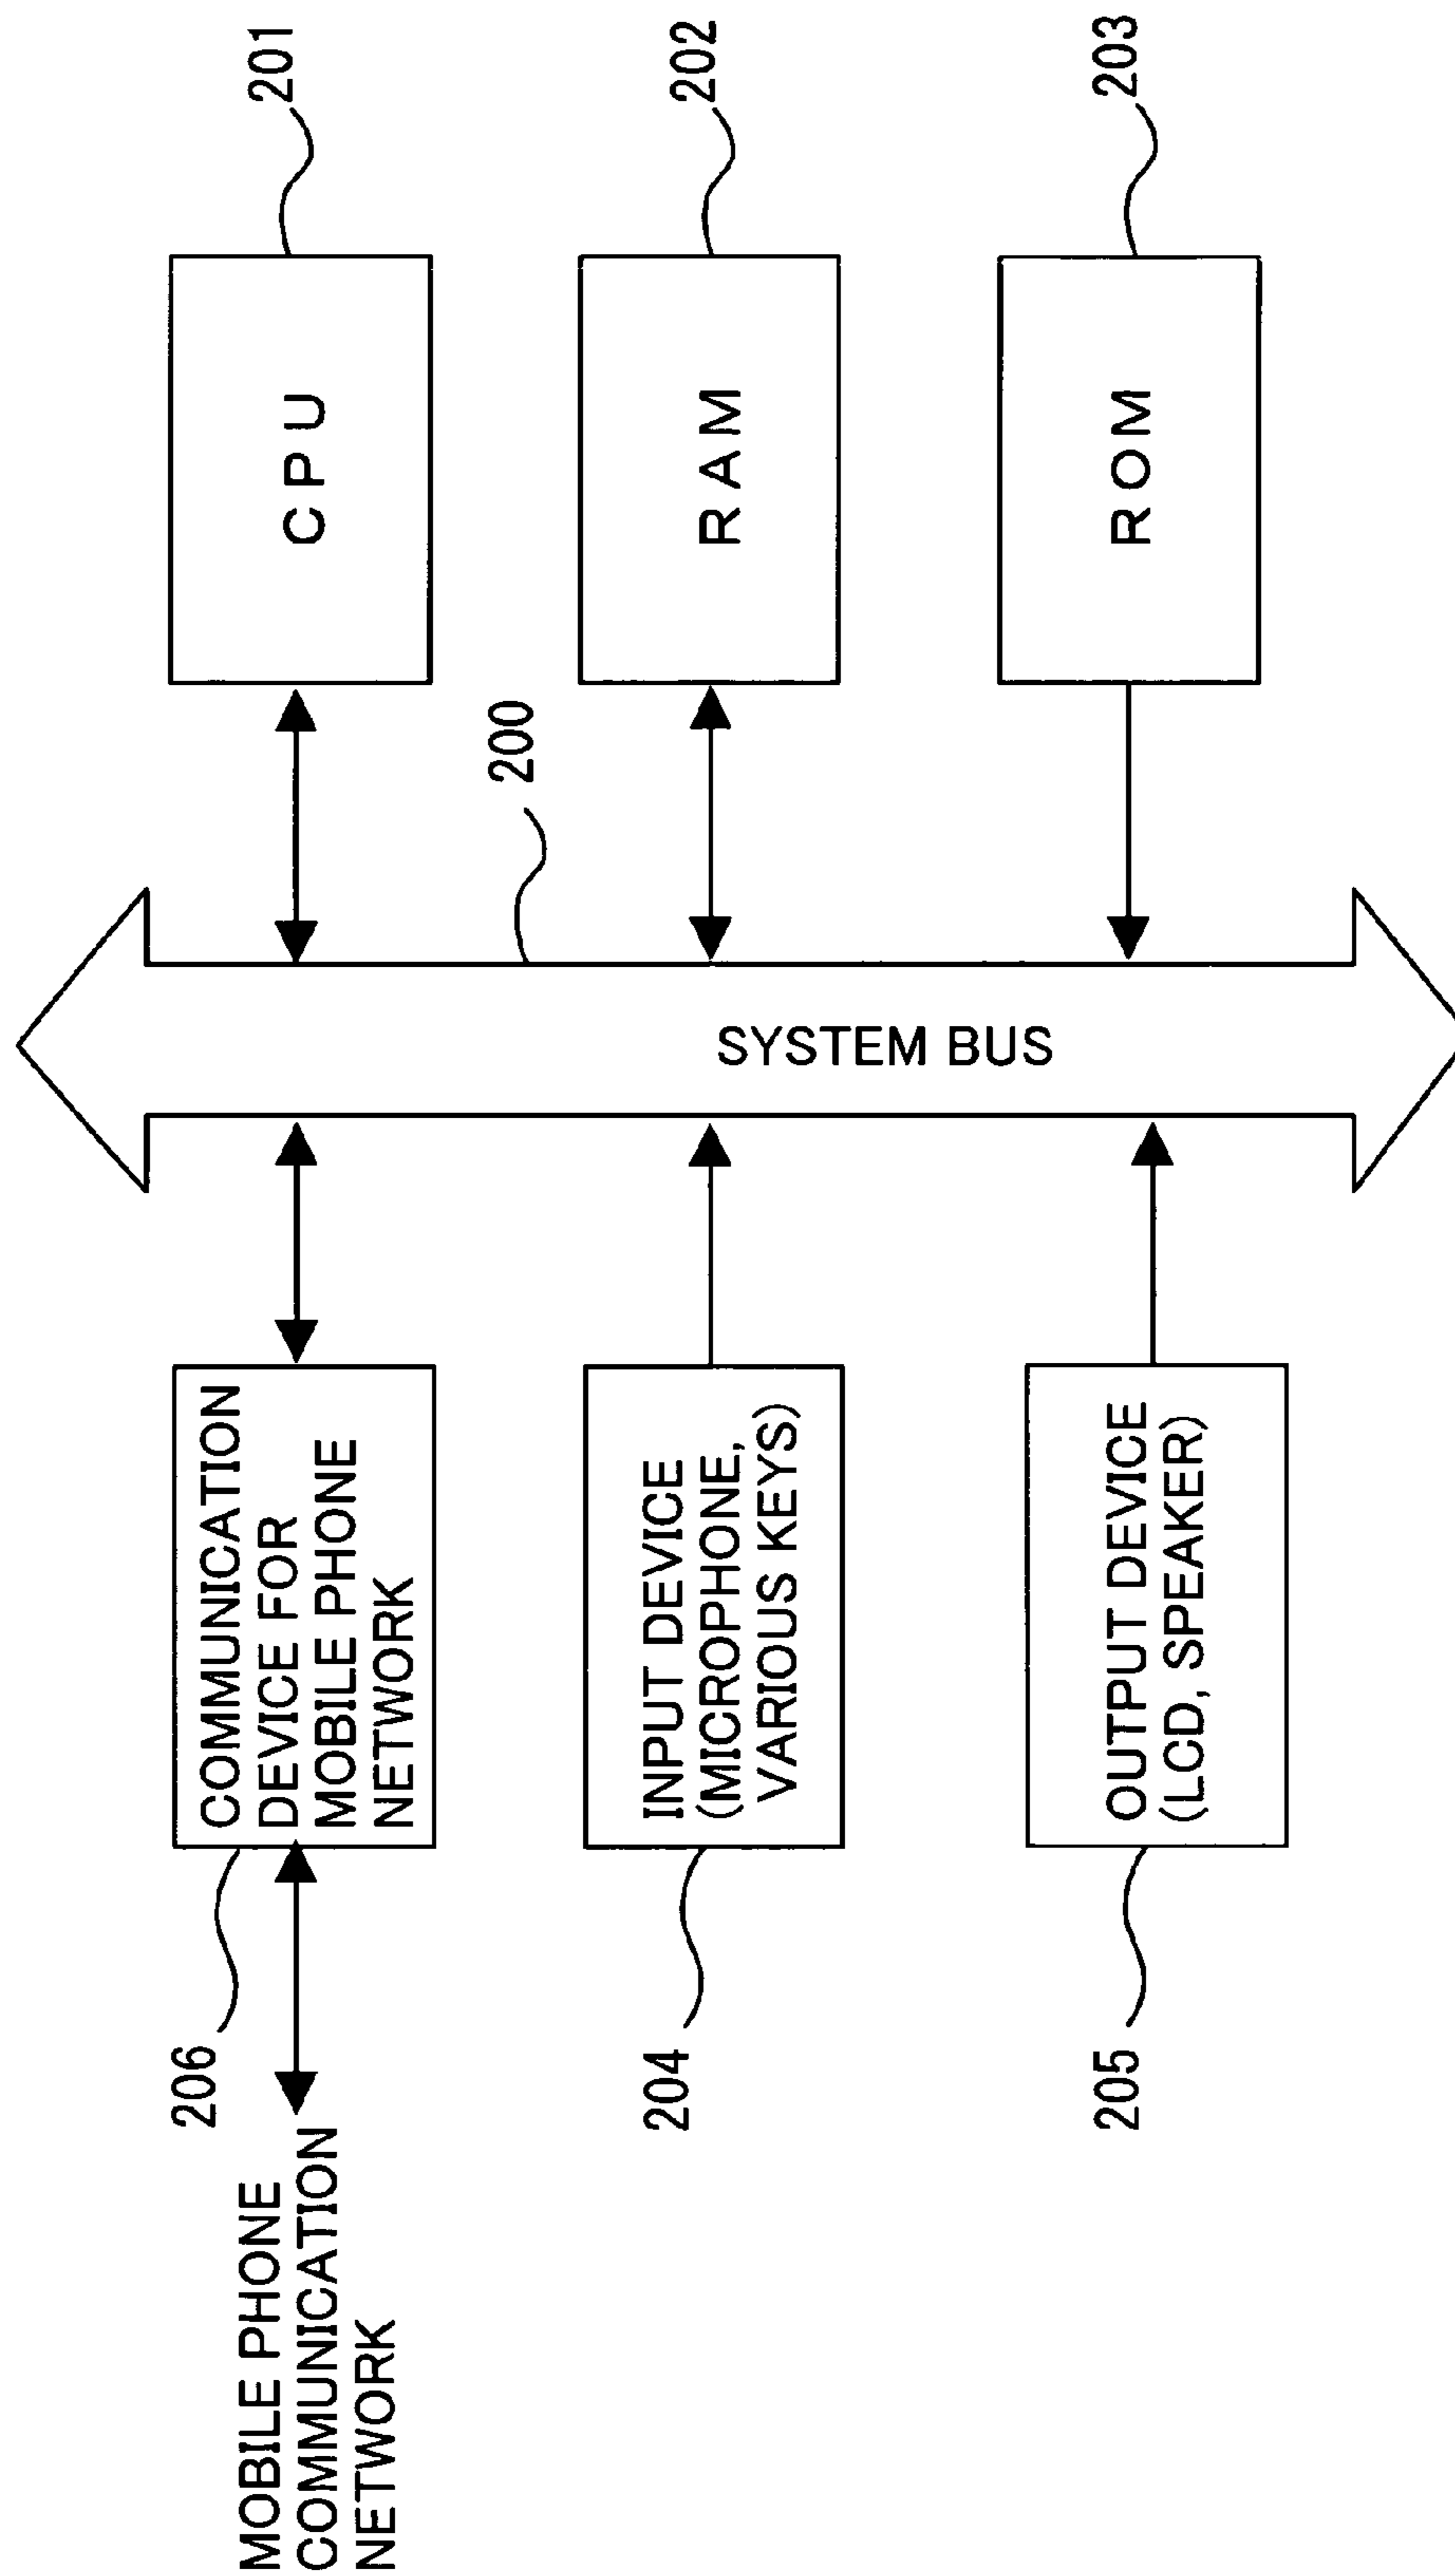 MOBILE PHONE
COMMUNICATION
NETWORK
206
COMMUNICATION
DEVICE FOR
MOBILE PHONE
NETWORK
200
CPU
201
SYSTEM BUS
204
INPUT DEVICE
(MICROPHONE,
VARIOUS KEYS)
RAM
202
205
OUTPUT DEVICE
(LCD, SPEAKER)
ROM
203